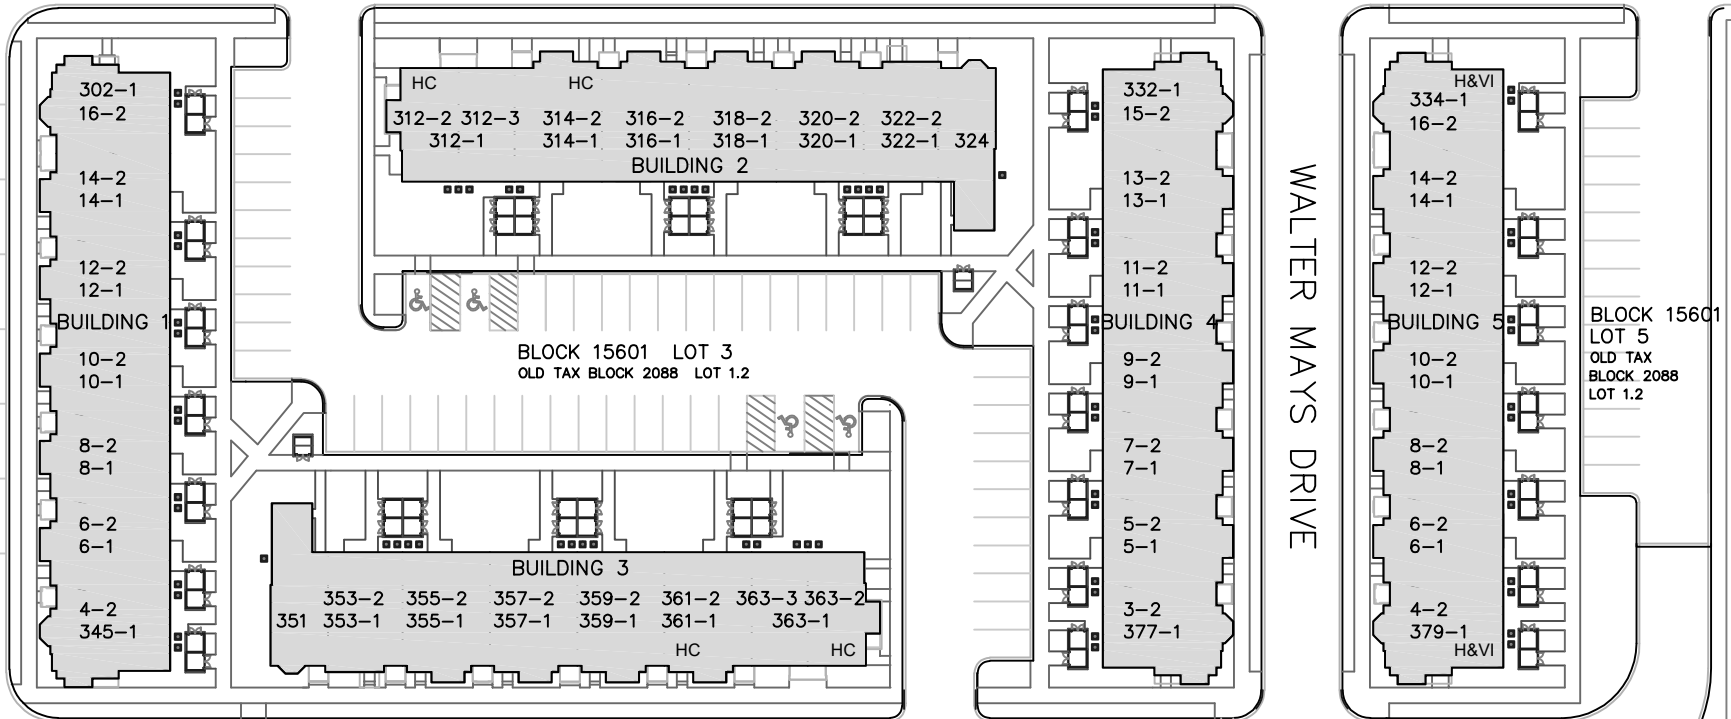 302-1
16-2
14-2
14-1
12-2
12-1
BUILDING 1
10-2
10-1
8-2
8-1
6-2
6-1
4-2
345-1
HC HC
312-2 312-3 314-2 316-2 318-2 320-2 322-2
312-1 314-1 316-1 318-1 320-1 322-1 324
BUILDING 2
BLOCK 15601 LOT 3
OLD TAX BLOCK 2088 LOT 1.2
BUILDING 3
353-2 355-2 357-2 359-2 361-2 363-3 363-2
351 353-1 355-1 357-1 359-1 361-1 363-1
HC HC
332-1
15-2
13-2
13-1
11-2
11-1
BUILDING 4
9-2
9-1
7-2
7-1
5-2
5-1
3-2
377-1
WALTER MAYS DRIVE
H&VI
334-1
16-2
14-2
14-1
12-2
12-1
BUILDING 5
10-2
10-1
8-2
8-1
6-2
6-1
4-2
379-1
H&VI
BLOCK 15601
LOT 5
OLD TAX
BLOCK 2088
LOT 1.2